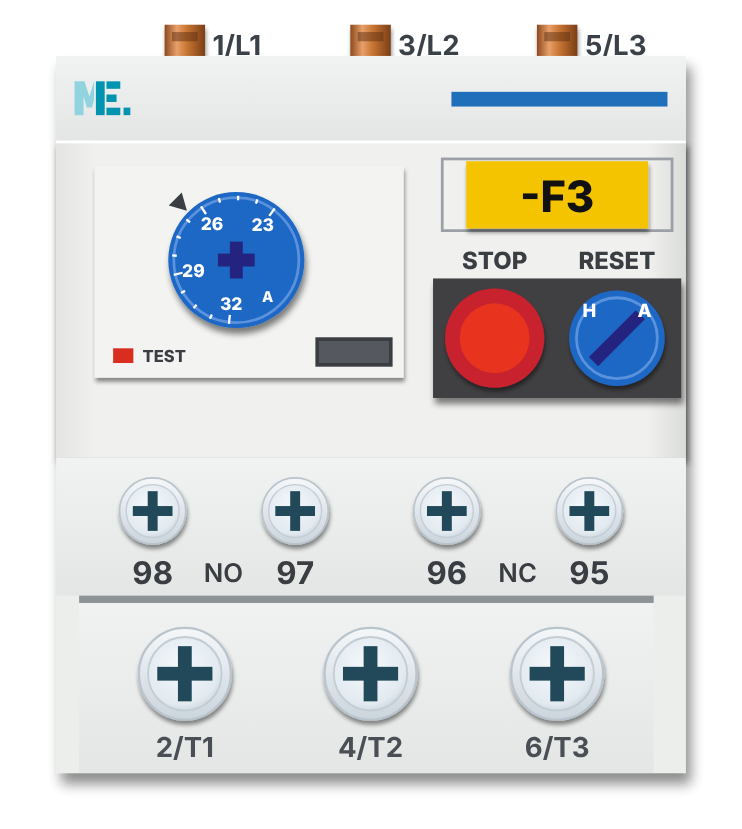 1/L1 3/L2 5/L3
ME.
-F3
26 23
29
32 A
STOP RESET
H A
TEST
98 NO 97 96 NC 95
2/T1 4/T2 6/T3